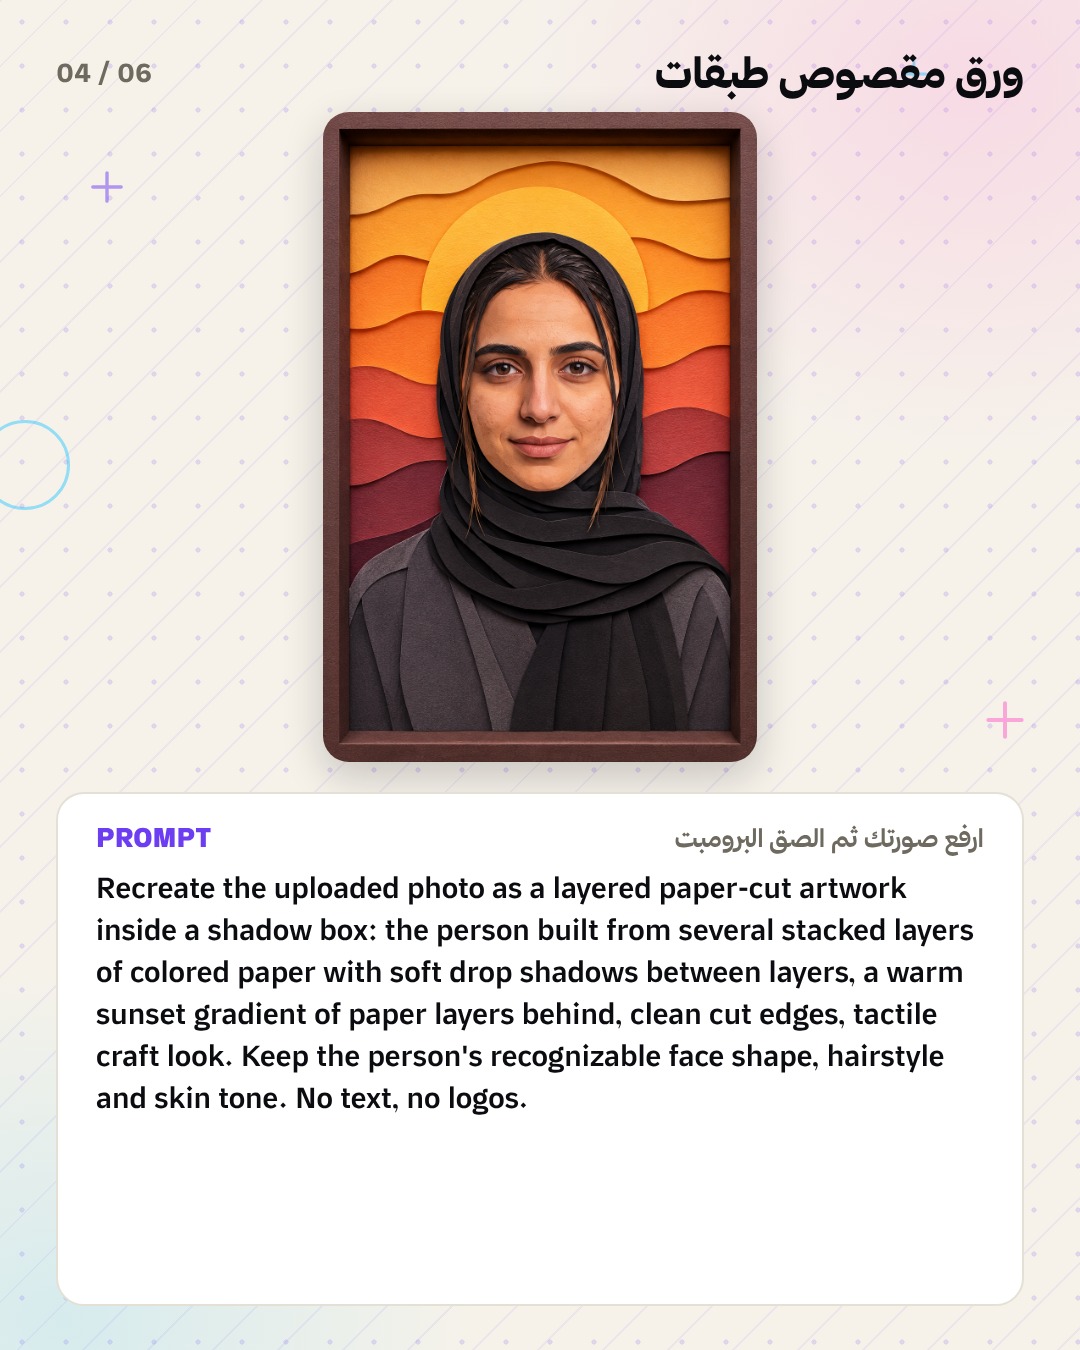 ورق مقصوص طبقات
04 / 06
PROMPT
ارفع صورتك ثم الصق البرومبت
Recreate the uploaded photo as a layered paper-cut artwork
inside a shadow box: the person built from several stacked layers
of colored paper with soft drop shadows between layers, a warm
sunset gradient of paper layers behind, clean cut edges, tactile
craft look. Keep the person's recognizable face shape, hairstyle
and skin tone. No text, no logos.